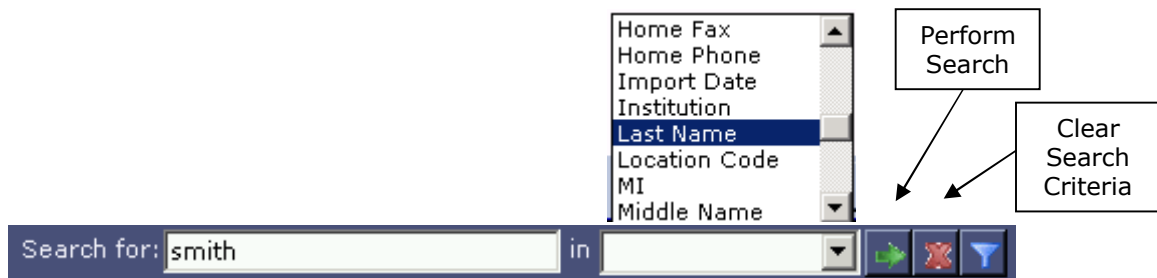 Home Fax
Home Phone
Import Date
Institution
Last Name
Location Code
MI
Middle Name
Perform
Search
Clear
Search
Criteria
Search for: smith in